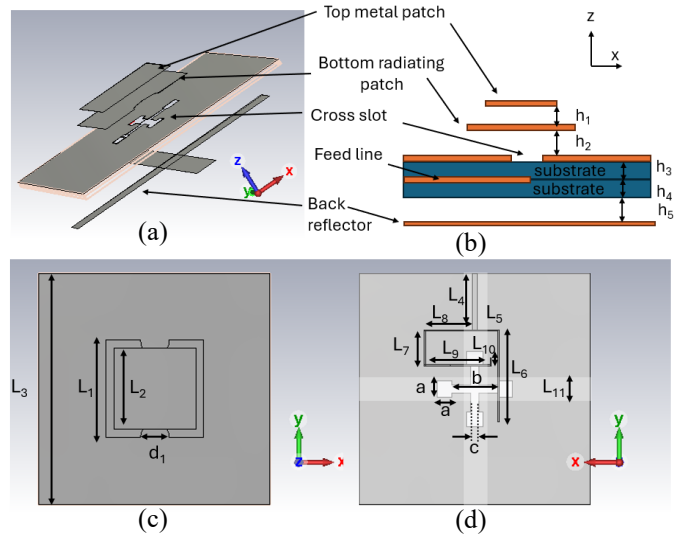 Top metal patch
Bottom radiating
patch
Cross slot
Feed line
Back
reflector
z
x
y
(a)
z
x
h1
h2
h3
substrate
substrate
h4
h5
(b)
L3
L1
L2
d1
y
z
x
(c)
L4
L8
L5
L7
L9
L10
L6
b
a
a
L11
c
y
x
(d)